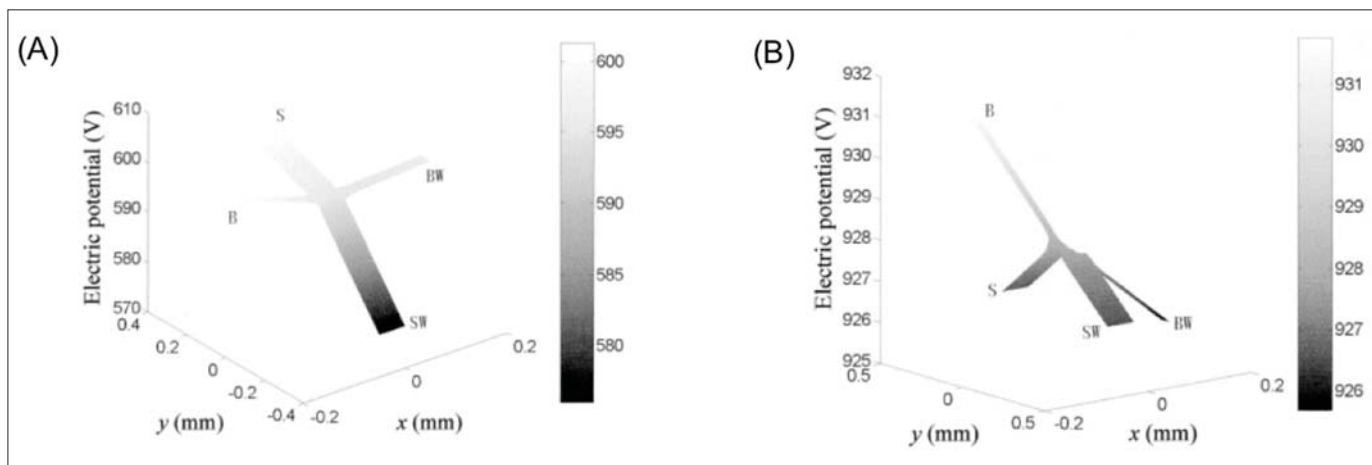 (A)
610
600
590
580
570
Electric potential (V)
S
B
BW
SW
0.4
0.2
0
-0.2
-0.4
y (mm)
-0.2
0
0.2
x (mm)
600
595
590
585
580
(B)
932
931
930
929
928
927
926
925
Electric potential (V)
B
S
SW
BW
0.5
0
0.5
y (mm)
-0.2
0
0.2
x (mm)
931
930
929
928
927
926